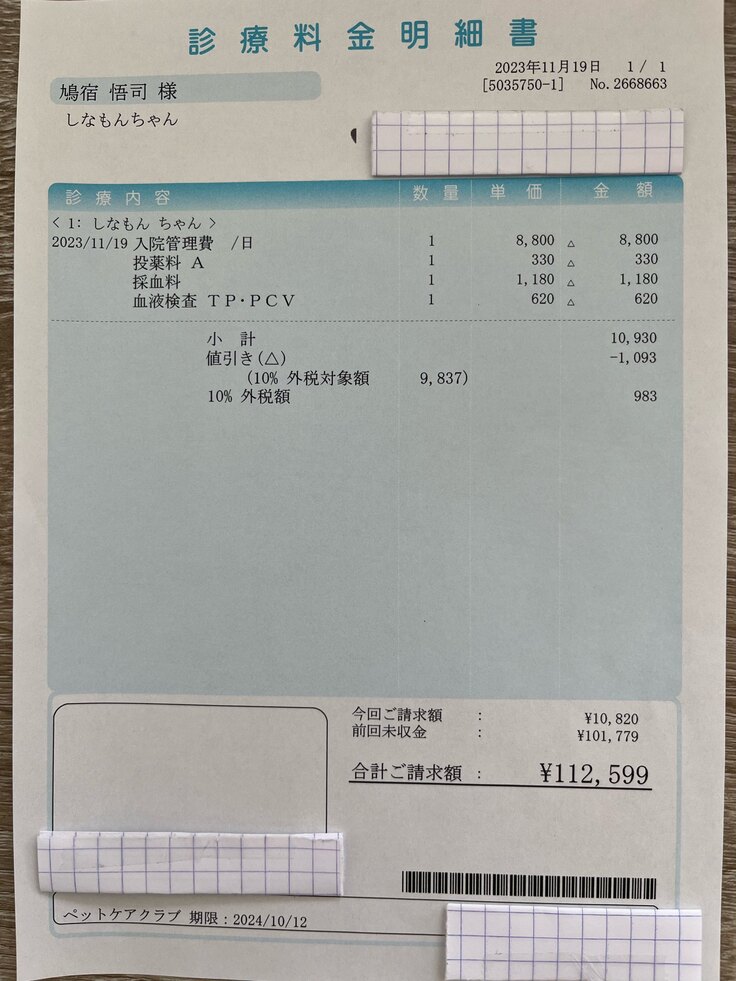 診療料金明細書
2023年11月19日 1 / 1
[5035750-1] No.2668663
鳩宿 悟司 様
しなもんちゃん
診療内容 数量 単価 金額
< 1: しなもん ちゃん >
2023/11/19 入院管理費 /日 1 8,800 △ 8,800
投薬料 A 1 330 △ 330
採血料 1 1,180 △ 1,180
血液検査 TP・PCV 1 620 △ 620
小 計 10,930
値引き(△) -1,093
(10% 外税対象額 9,837)
10% 外税額 983
今回ご請求額 : ¥10,820
前回未収金 : ¥101,779
合計ご請求額 : ¥112,599
ペットケアクラブ 期限：2024/10/12